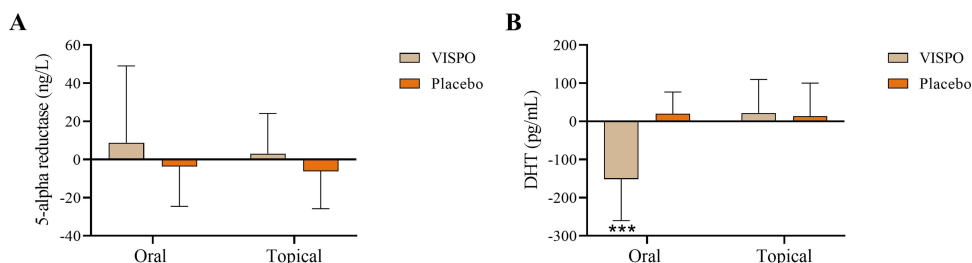 A
5-alpha reductase (ng/L)
60
40
20
0
-20
-40
Oral
Topical
VISPO
Placebo
B
DHT (pg/mL)
200
100
0
-100
-200
-300
***
Oral
Topical
VISPO
Placebo